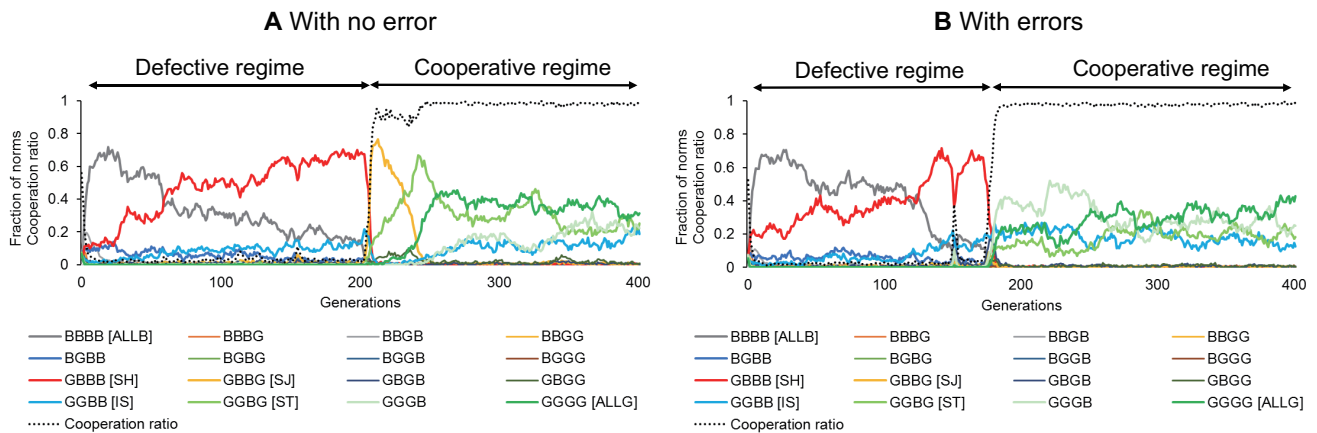 A With no error
Defective regime
Cooperative regime
Fraction of norms
Cooperation ratio
1
0.8
0.6
0.4
0.2
0
0
100
200
300
400
Generations
BBBB [ALLB]
BBBG
BBGB
BBGG
BGBB
BGBG
BGGB
BGGG
GBBB [SH]
GBBG [SJ]
GBGB
GBGG
GGBB [IS]
GGBG [ST]
GGGB
GGGG [ALLG]
Cooperation ratio
B With errors
Defective regime
Cooperative regime
Fraction of norms
Cooperation ratio
1
0.8
0.6
0.4
0.2
0
0
100
200
300
400
Generations
BBBB [ALLB]
BBBG
BBGB
BBGG
BGBB
BGBG
BGGB
BGGG
GBBB [SH]
GBBG [SJ]
GBGB
GBGG
GGBB [IS]
GGBG [ST]
GGGB
GGGG [ALLG]
Cooperation ratio